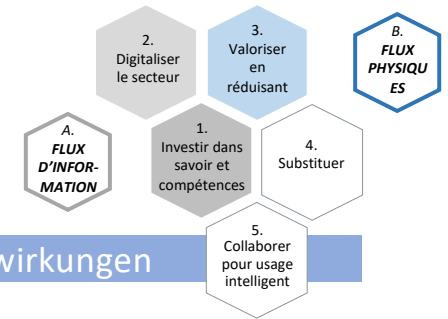 2.
Digitaliser
le secteur
3.
Valoriser
en
réduisant
B.
FLUX
PHYSIQU
ES
A.
FLUX
D'INFOR-
MATION
1.
Investir dans
savoir et
compétences
4.
Substituer
5.
Collaborer
pour usage
intelligent
wirkungen